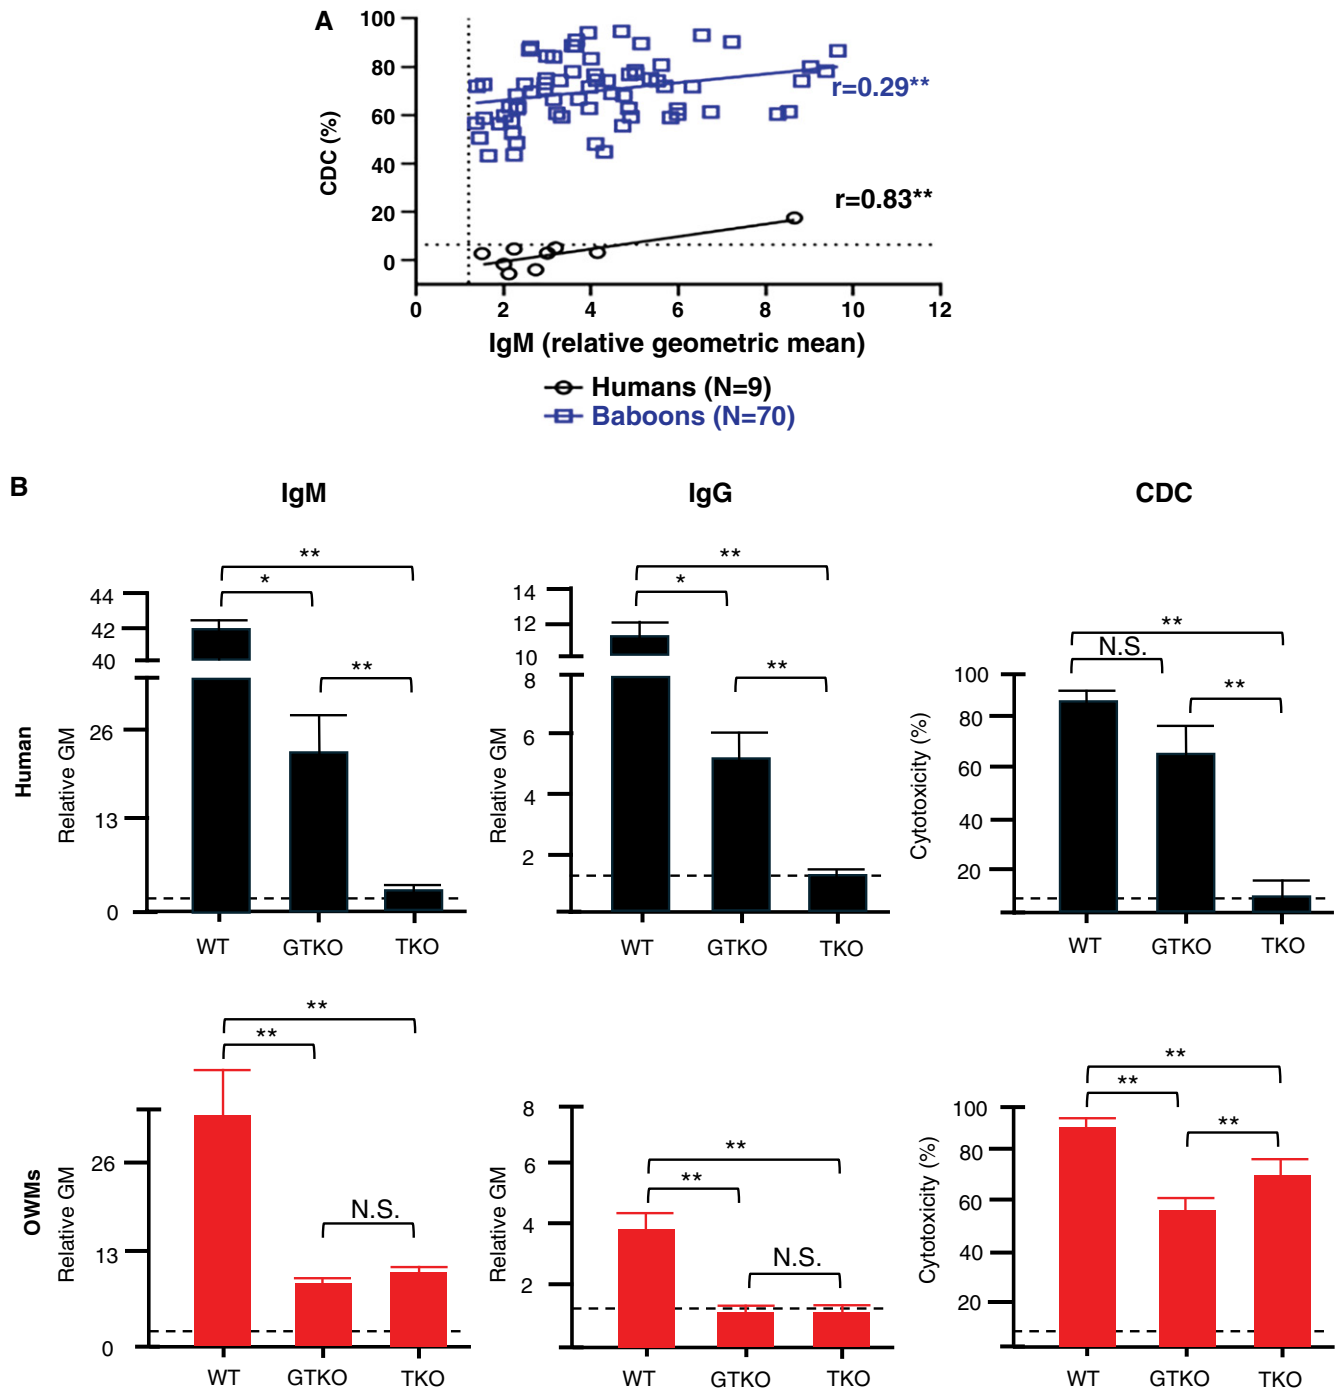 A
100
80
60
40
20
0
CDC (%)
r=0.29**
r=0.83**
0 2 4 6 8 10 12
IgM (relative geometric mean)
Humans (N=9)
Baboons (N=70)
B
IgM IgG CDC
Human
Relative GM
44
42
40
26
13
0
**
*
**
WT GTKO TKO
Relative GM
14
12
10
8
6
4
2
**
*
**
WT GTKO TKO
Cytotoxicity (%)
100
80
60
40
20
**
N.S.
**
WT GTKO TKO
OWMs
Relative GM
26
13
0
**
**
N.S.
WT GTKO TKO
Relative GM
8
6
4
2
**
**
N.S.
WT GTKO TKO
Cytotoxicity (%)
100
80
60
40
20
**
**
**
WT GTKO TKO